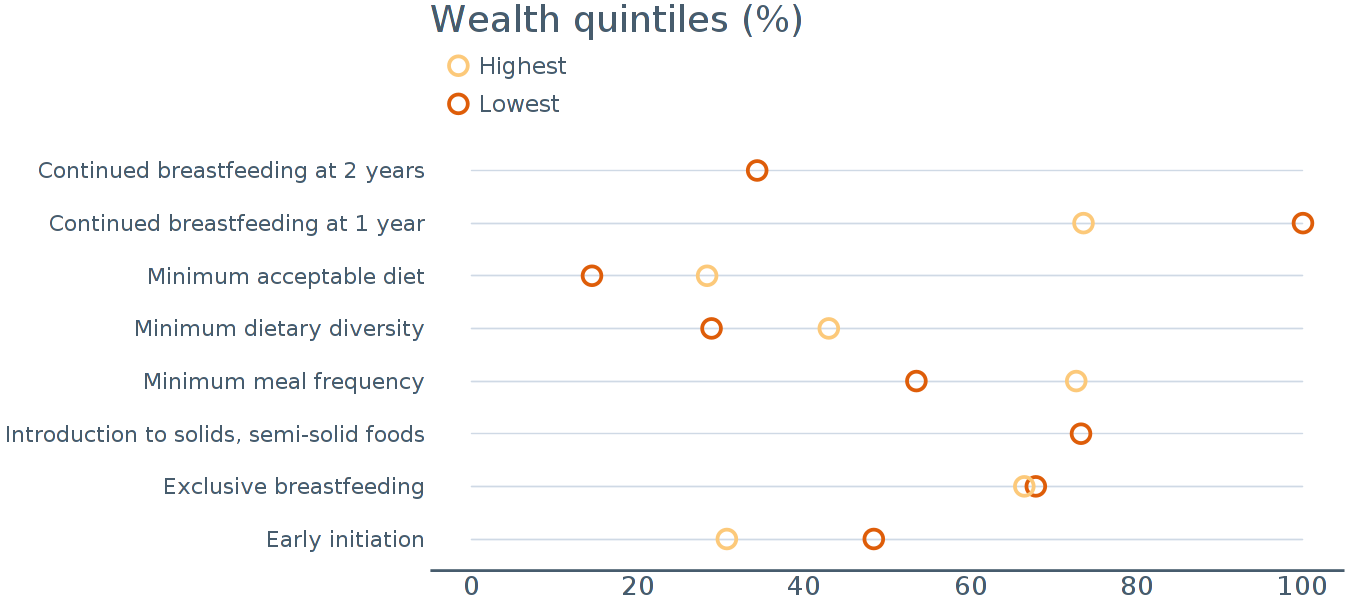 Wealth quintiles (%)
Highest
Lowest
Continued breastfeeding at 2 years
Continued breastfeeding at 1 year
Minimum acceptable diet
Minimum dietary diversity
Minimum meal frequency
Introduction to solids, semi-solid foods
Exclusive breastfeeding
Early initiation
0 20 40 60 80 100